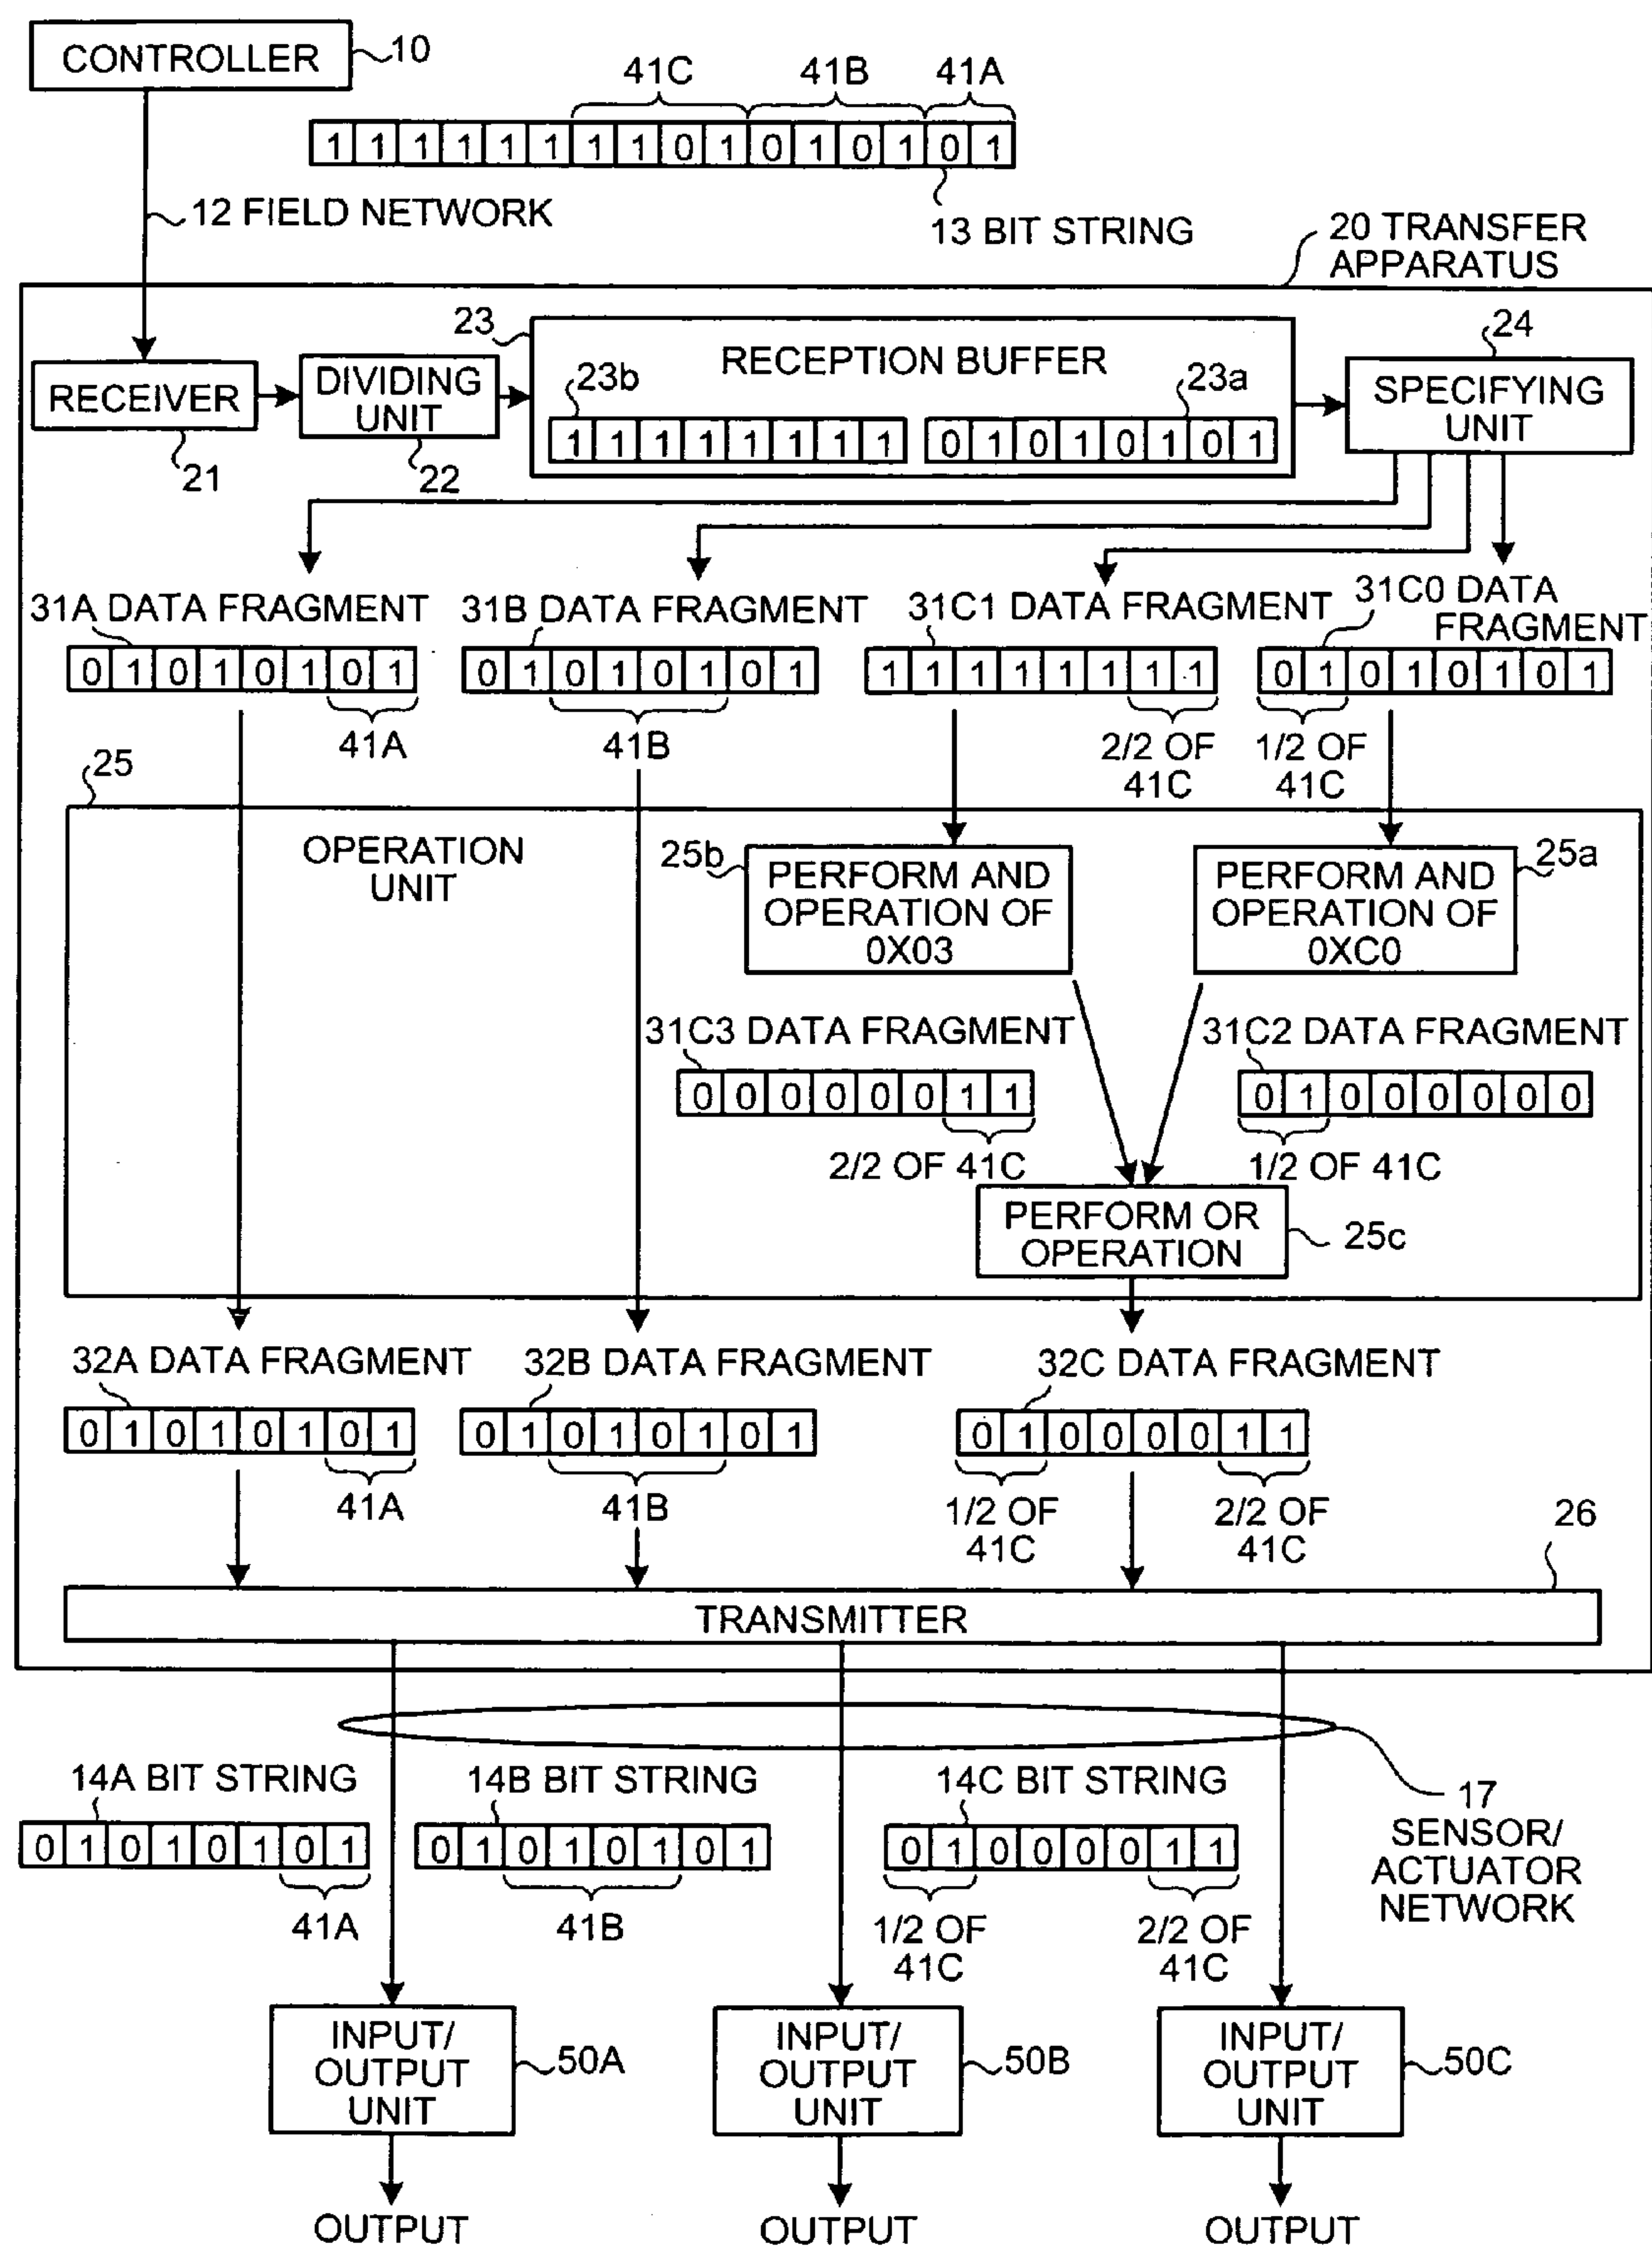 CONTROLLER
10
41C 41B 41A
1 1 1 1 1 1 1 1 0 1 0 1 0 1 0 1
12 FIELD NETWORK
13 BIT STRING
20 TRANSFER
APPARATUS
23
RECEPTION BUFFER
24
RECEIVER
21
DIVIDING
UNIT
22
23b
1 1 1 1 1 1 1 1
23a
0 1 0 1 0 1 0 1
SPECIFYING
UNIT
31A DATA FRAGMENT
0 1 0 1 0 1 0 1
41A
31B DATA FRAGMENT
0 1 0 1 0 1 0 1
41B
31C1 DATA FRAGMENT
1 1 1 1 1 1 1 1
2/2 OF
41C
31C0 DATA
FRAGMENT
0 1 0 1 0 1 0 1
1/2 OF
41C
25
OPERATION
UNIT
25b
PERFORM AND
OPERATION OF
0X03
25a
PERFORM AND
OPERATION OF
0XC0
31C3 DATA FRAGMENT
0 0 0 0 0 0 1 1
2/2 OF 41C
31C2 DATA FRAGMENT
0 1 0 0 0 0 0 0
1/2 OF 41C
PERFORM OR
OPERATION
25c
32A DATA FRAGMENT
0 1 0 1 0 1 0 1
41A
32B DATA FRAGMENT
0 1 0 1 0 1 0 1
41B
32C DATA FRAGMENT
0 1 0 0 0 0 1 1
1/2 OF
41C
2/2 OF
41C
26
TRANSMITTER
14A BIT STRING
0 1 0 1 0 1 0 1
41A
14B BIT STRING
0 1 0 1 0 1 0 1
41B
14C BIT STRING
0 1 0 0 0 0 1 1
1/2 OF
41C
2/2 OF
41C
17
SENSOR/
ACTUATOR
NETWORK
INPUT/
OUTPUT
UNIT
50A
INPUT/
OUTPUT
UNIT
50B
INPUT/
OUTPUT
UNIT
50C
OUTPUT
OUTPUT
OUTPUT